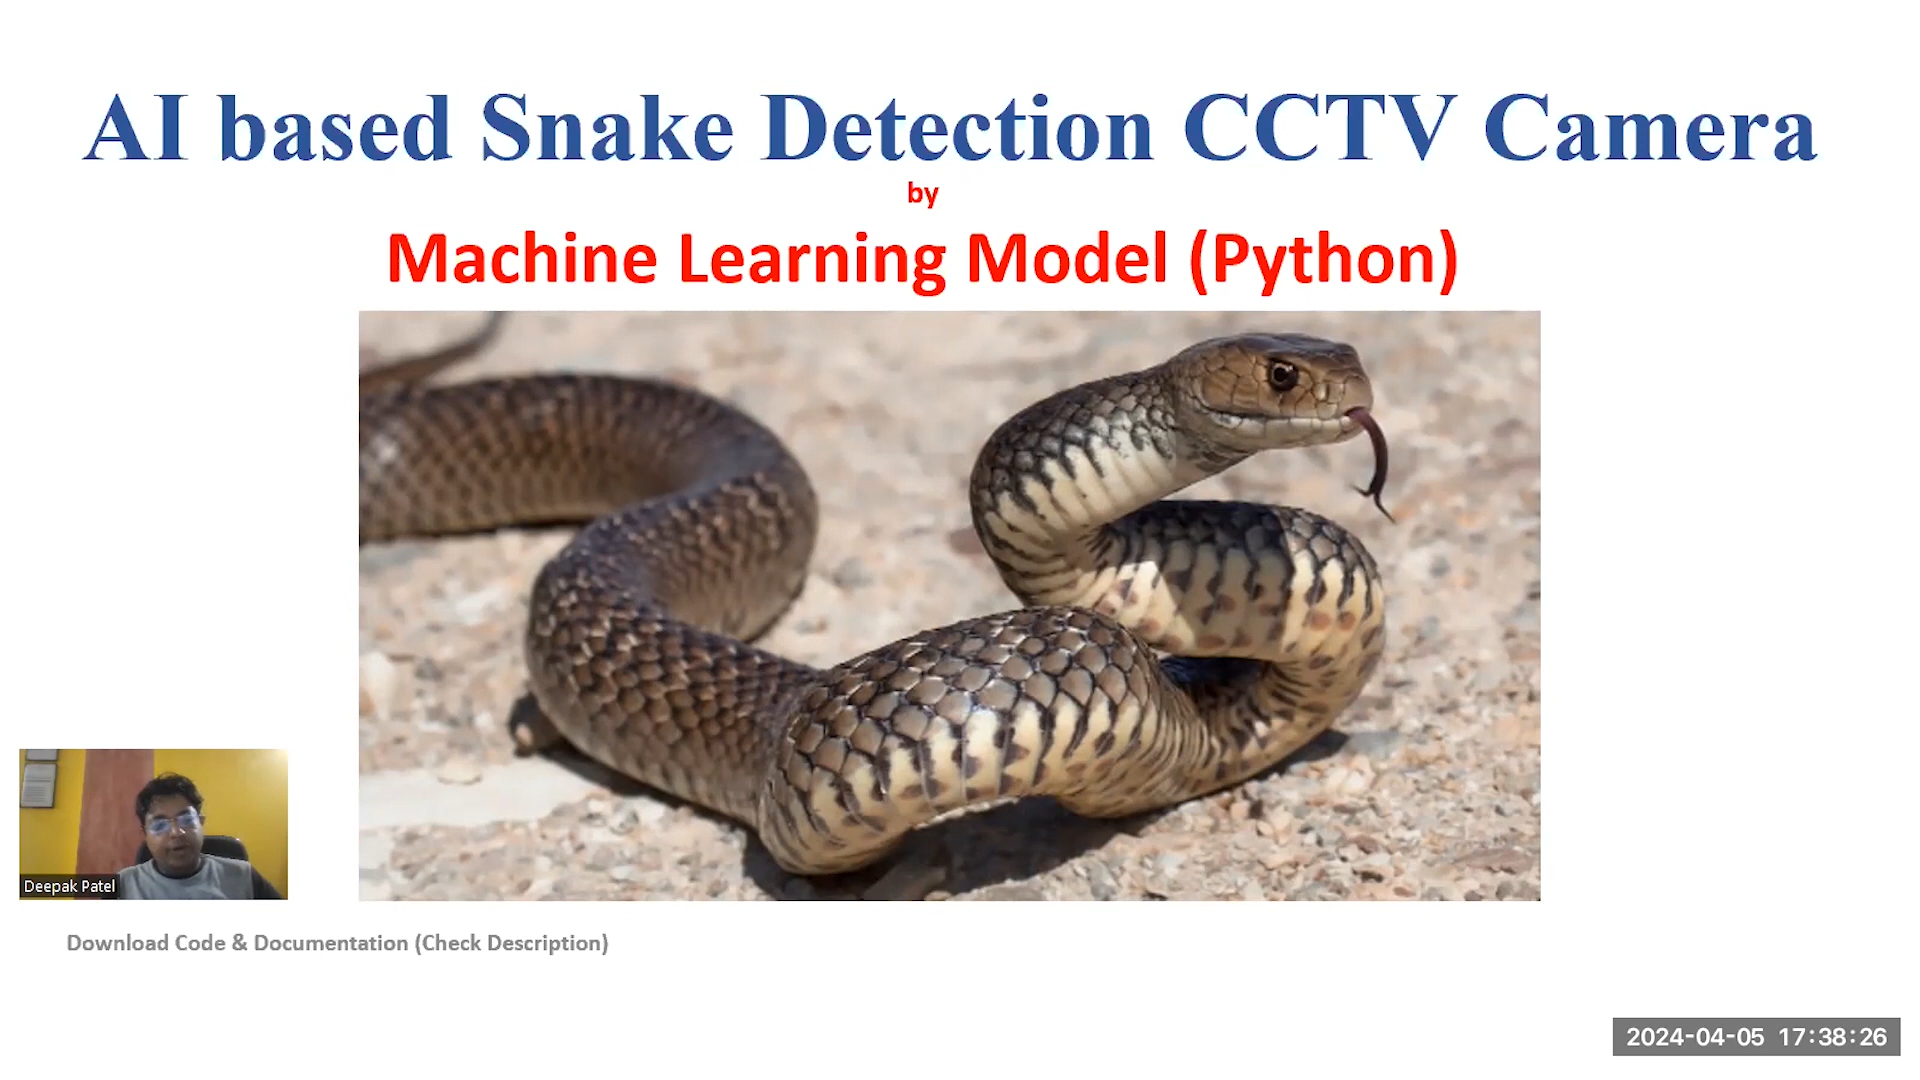 AI based Snake Detection CCTV Camera
by
Machine Learning Model (Python)
Deepak Patel
Download Code & Documentation (Check Description)
2024-04-05 17:38:26